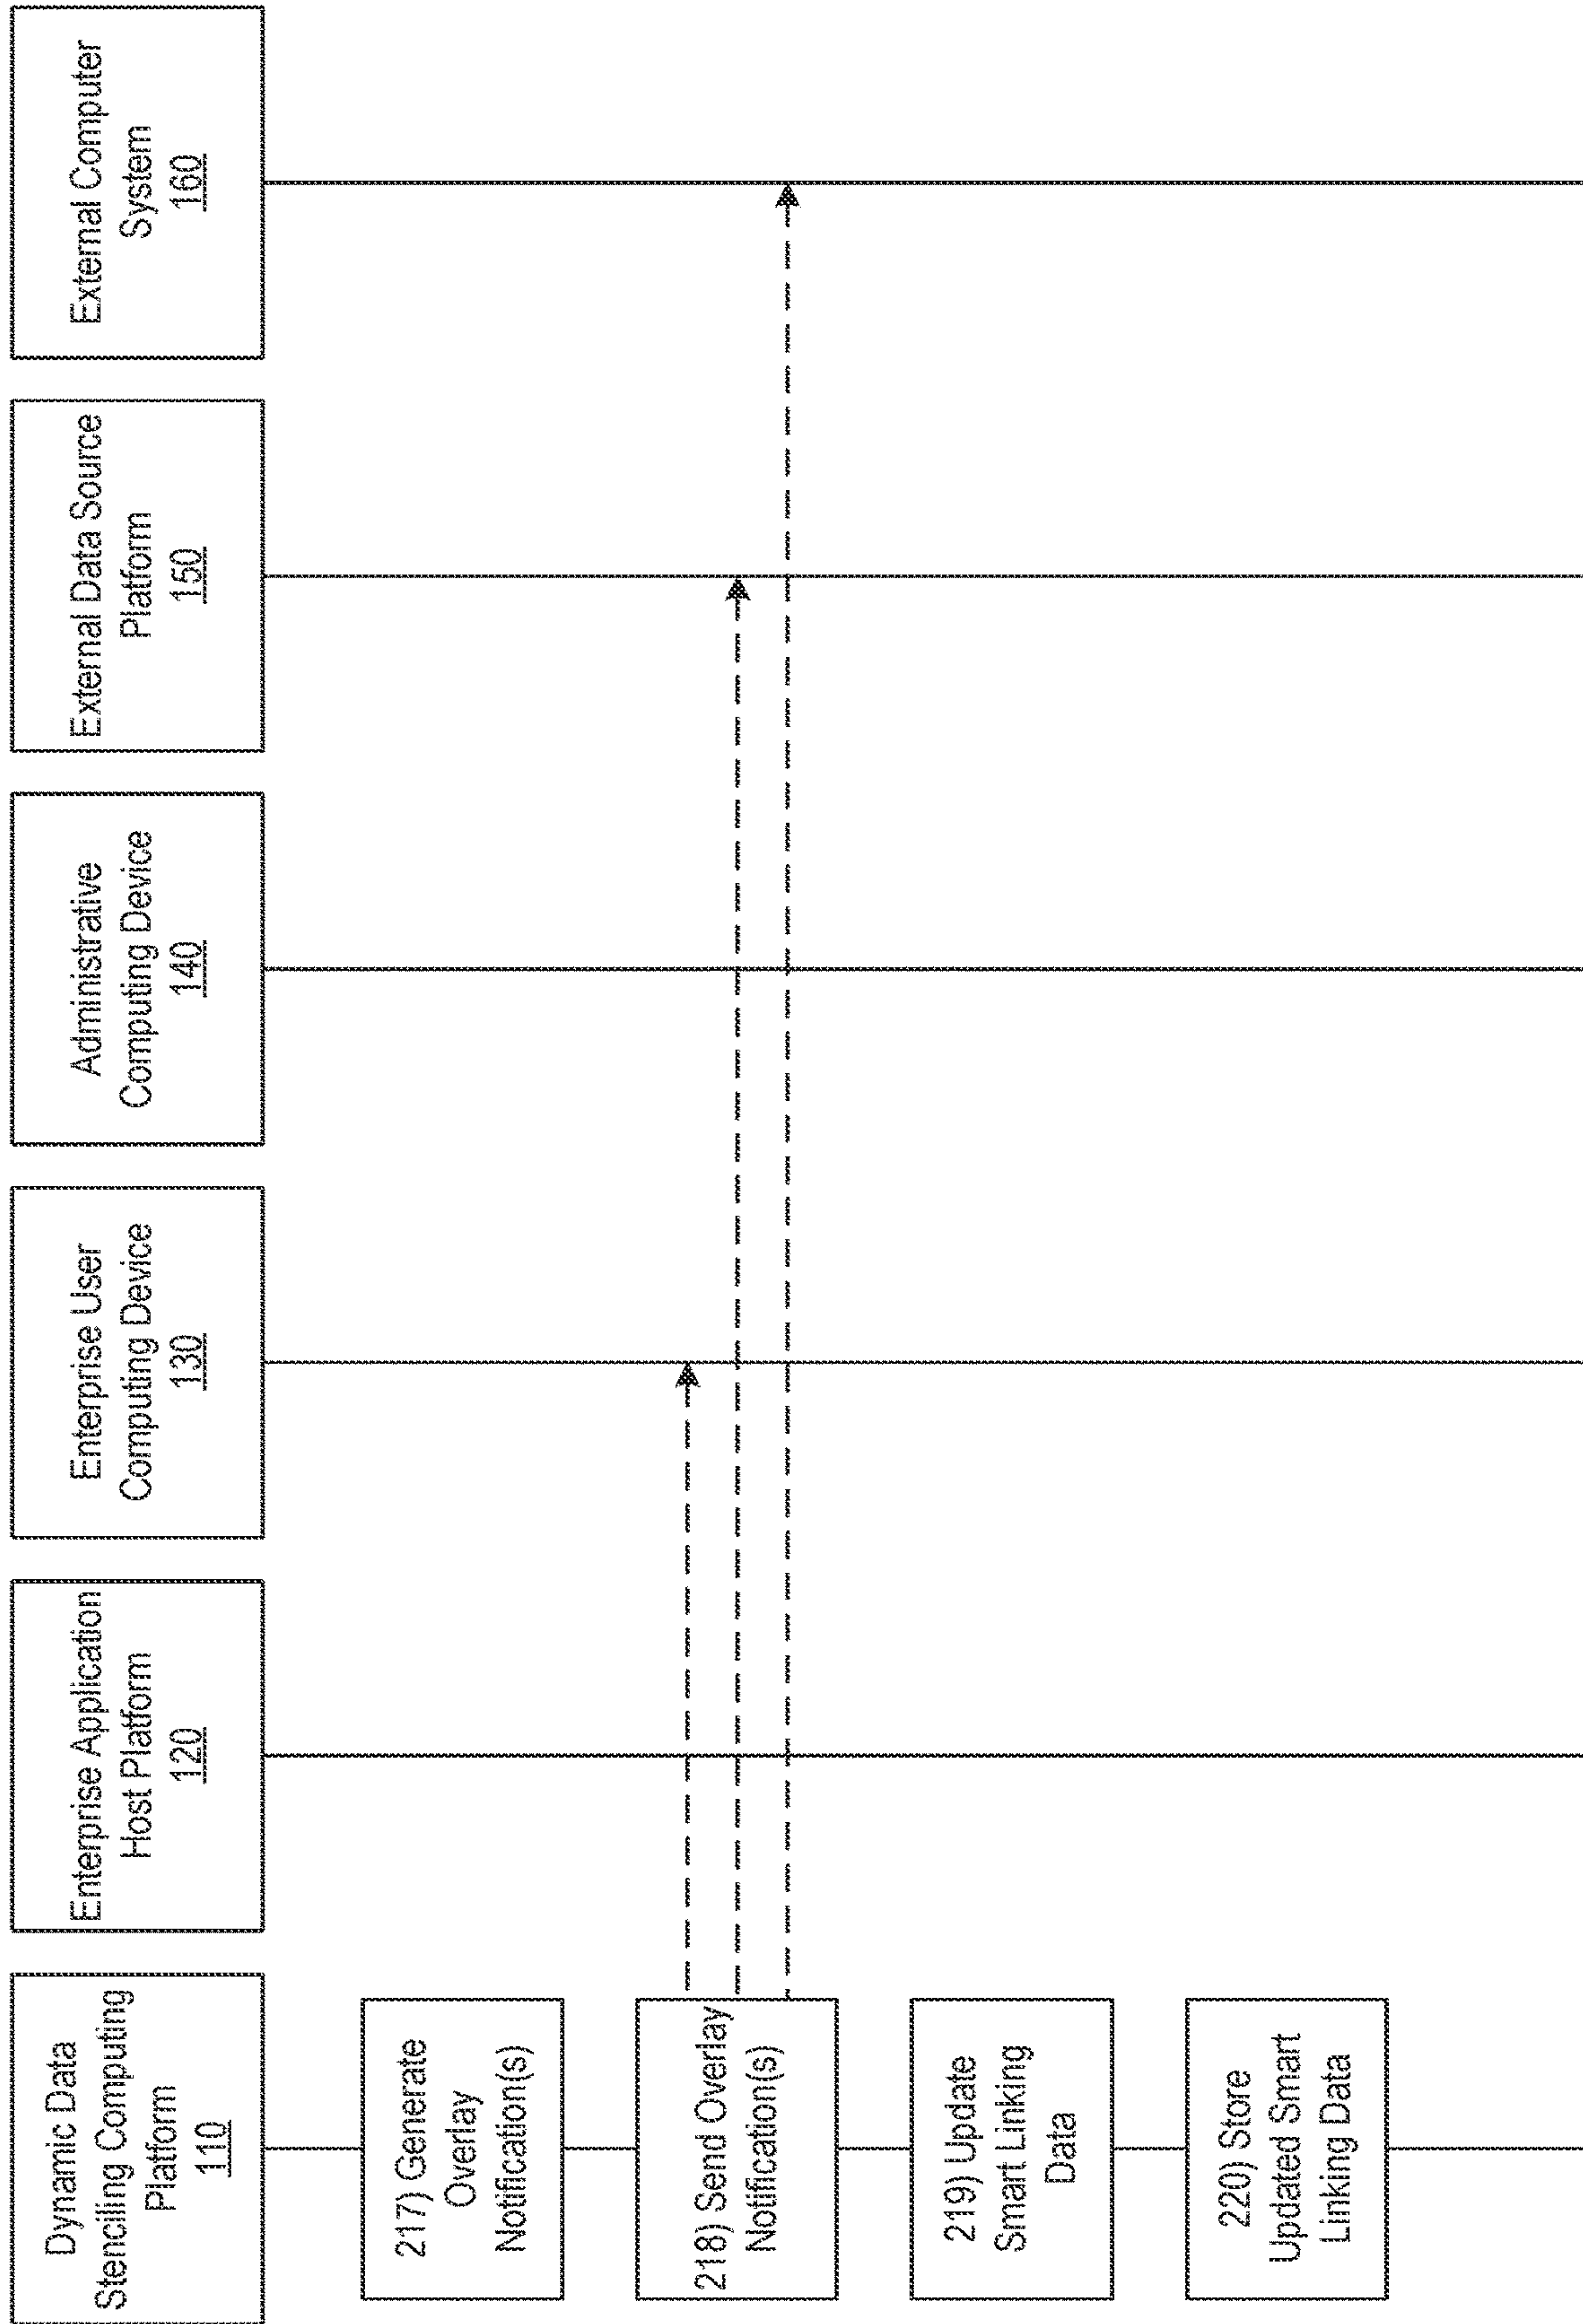 Dynamic Data
Stenciling Computing
Platform
110
Enterprise Application
Host Platform
120
Enterprise User
Computing Device
130
Administrative
Computing Device
140
External Data Source
Platform
150
External Computer
System
160
217) Generate
Overlay
Notification(s)
218) Send Overlay
Notification(s)
219) Update
Smart Linking
Data
220) Store
Updated Smart
Linking Data